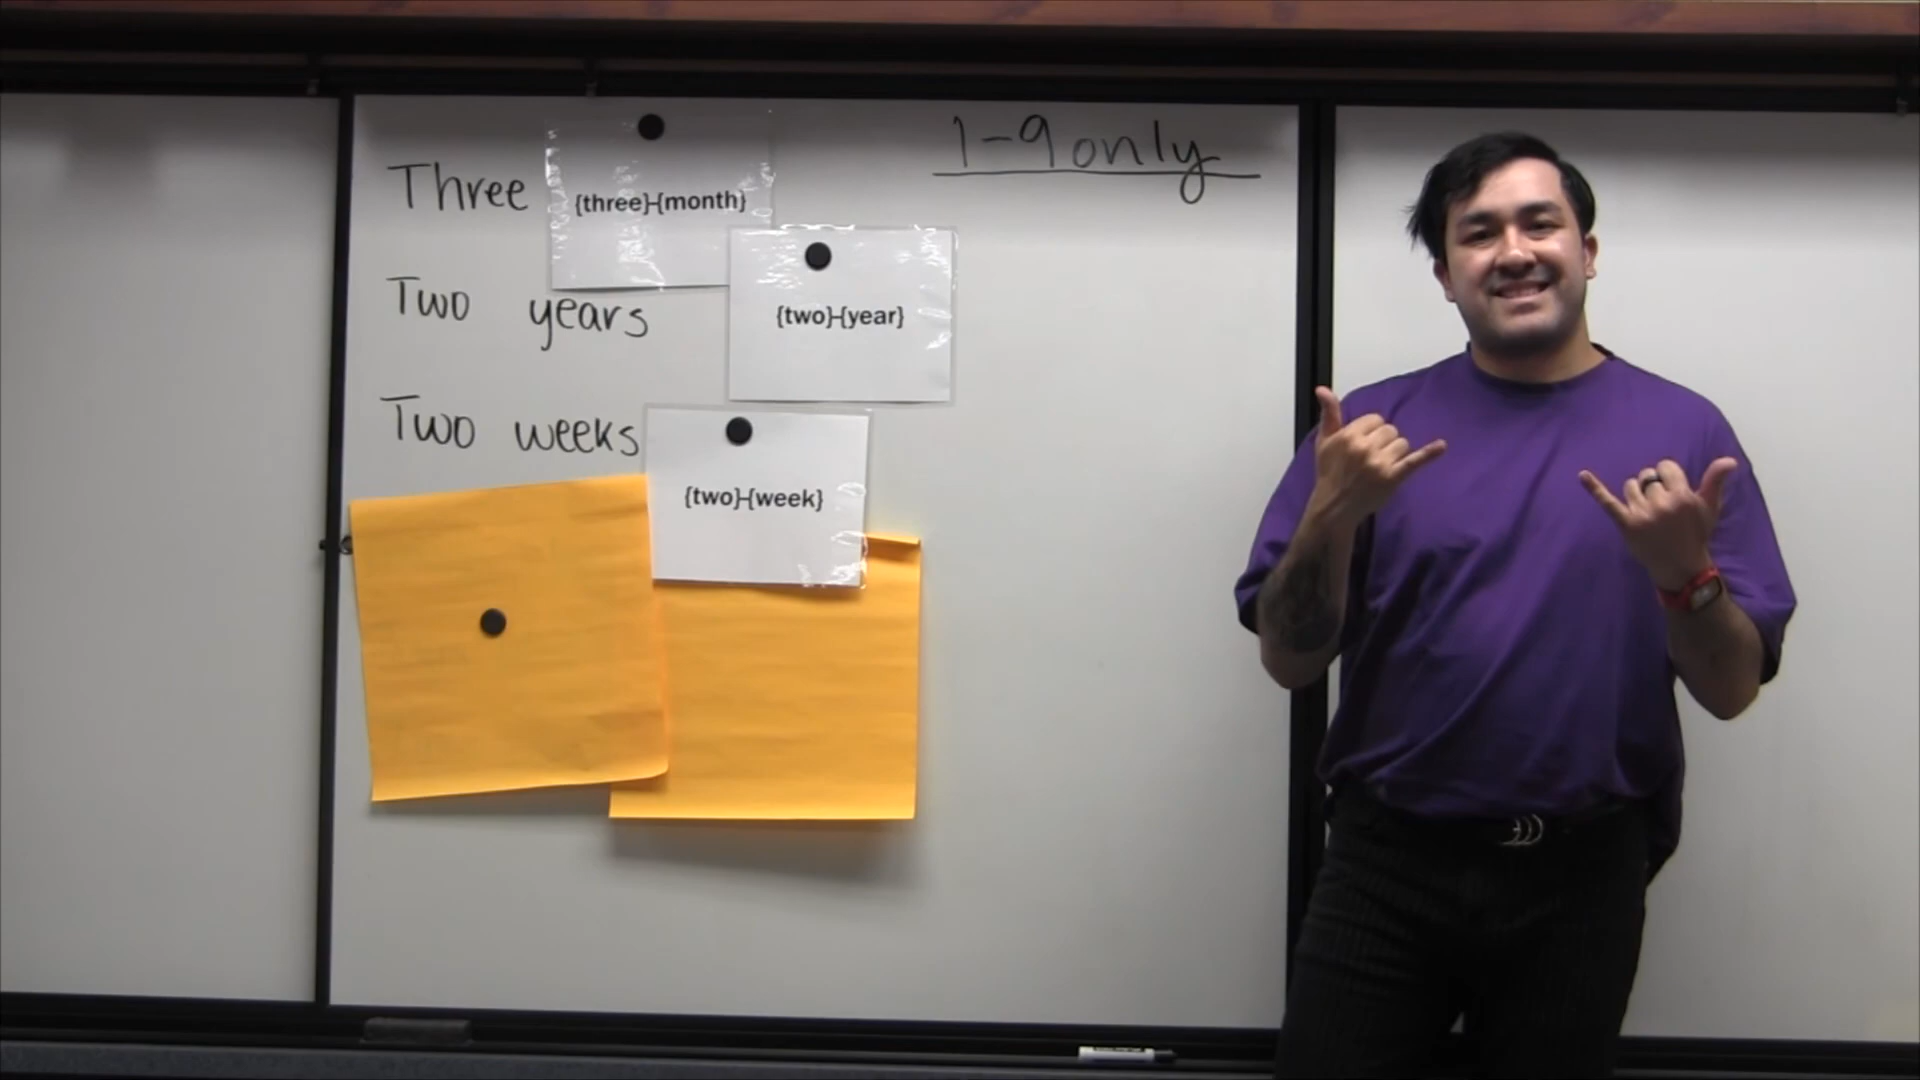 1-9 only
Three {three}-{month}
Two years {two}-{year}
Two weeks {two}-{week}